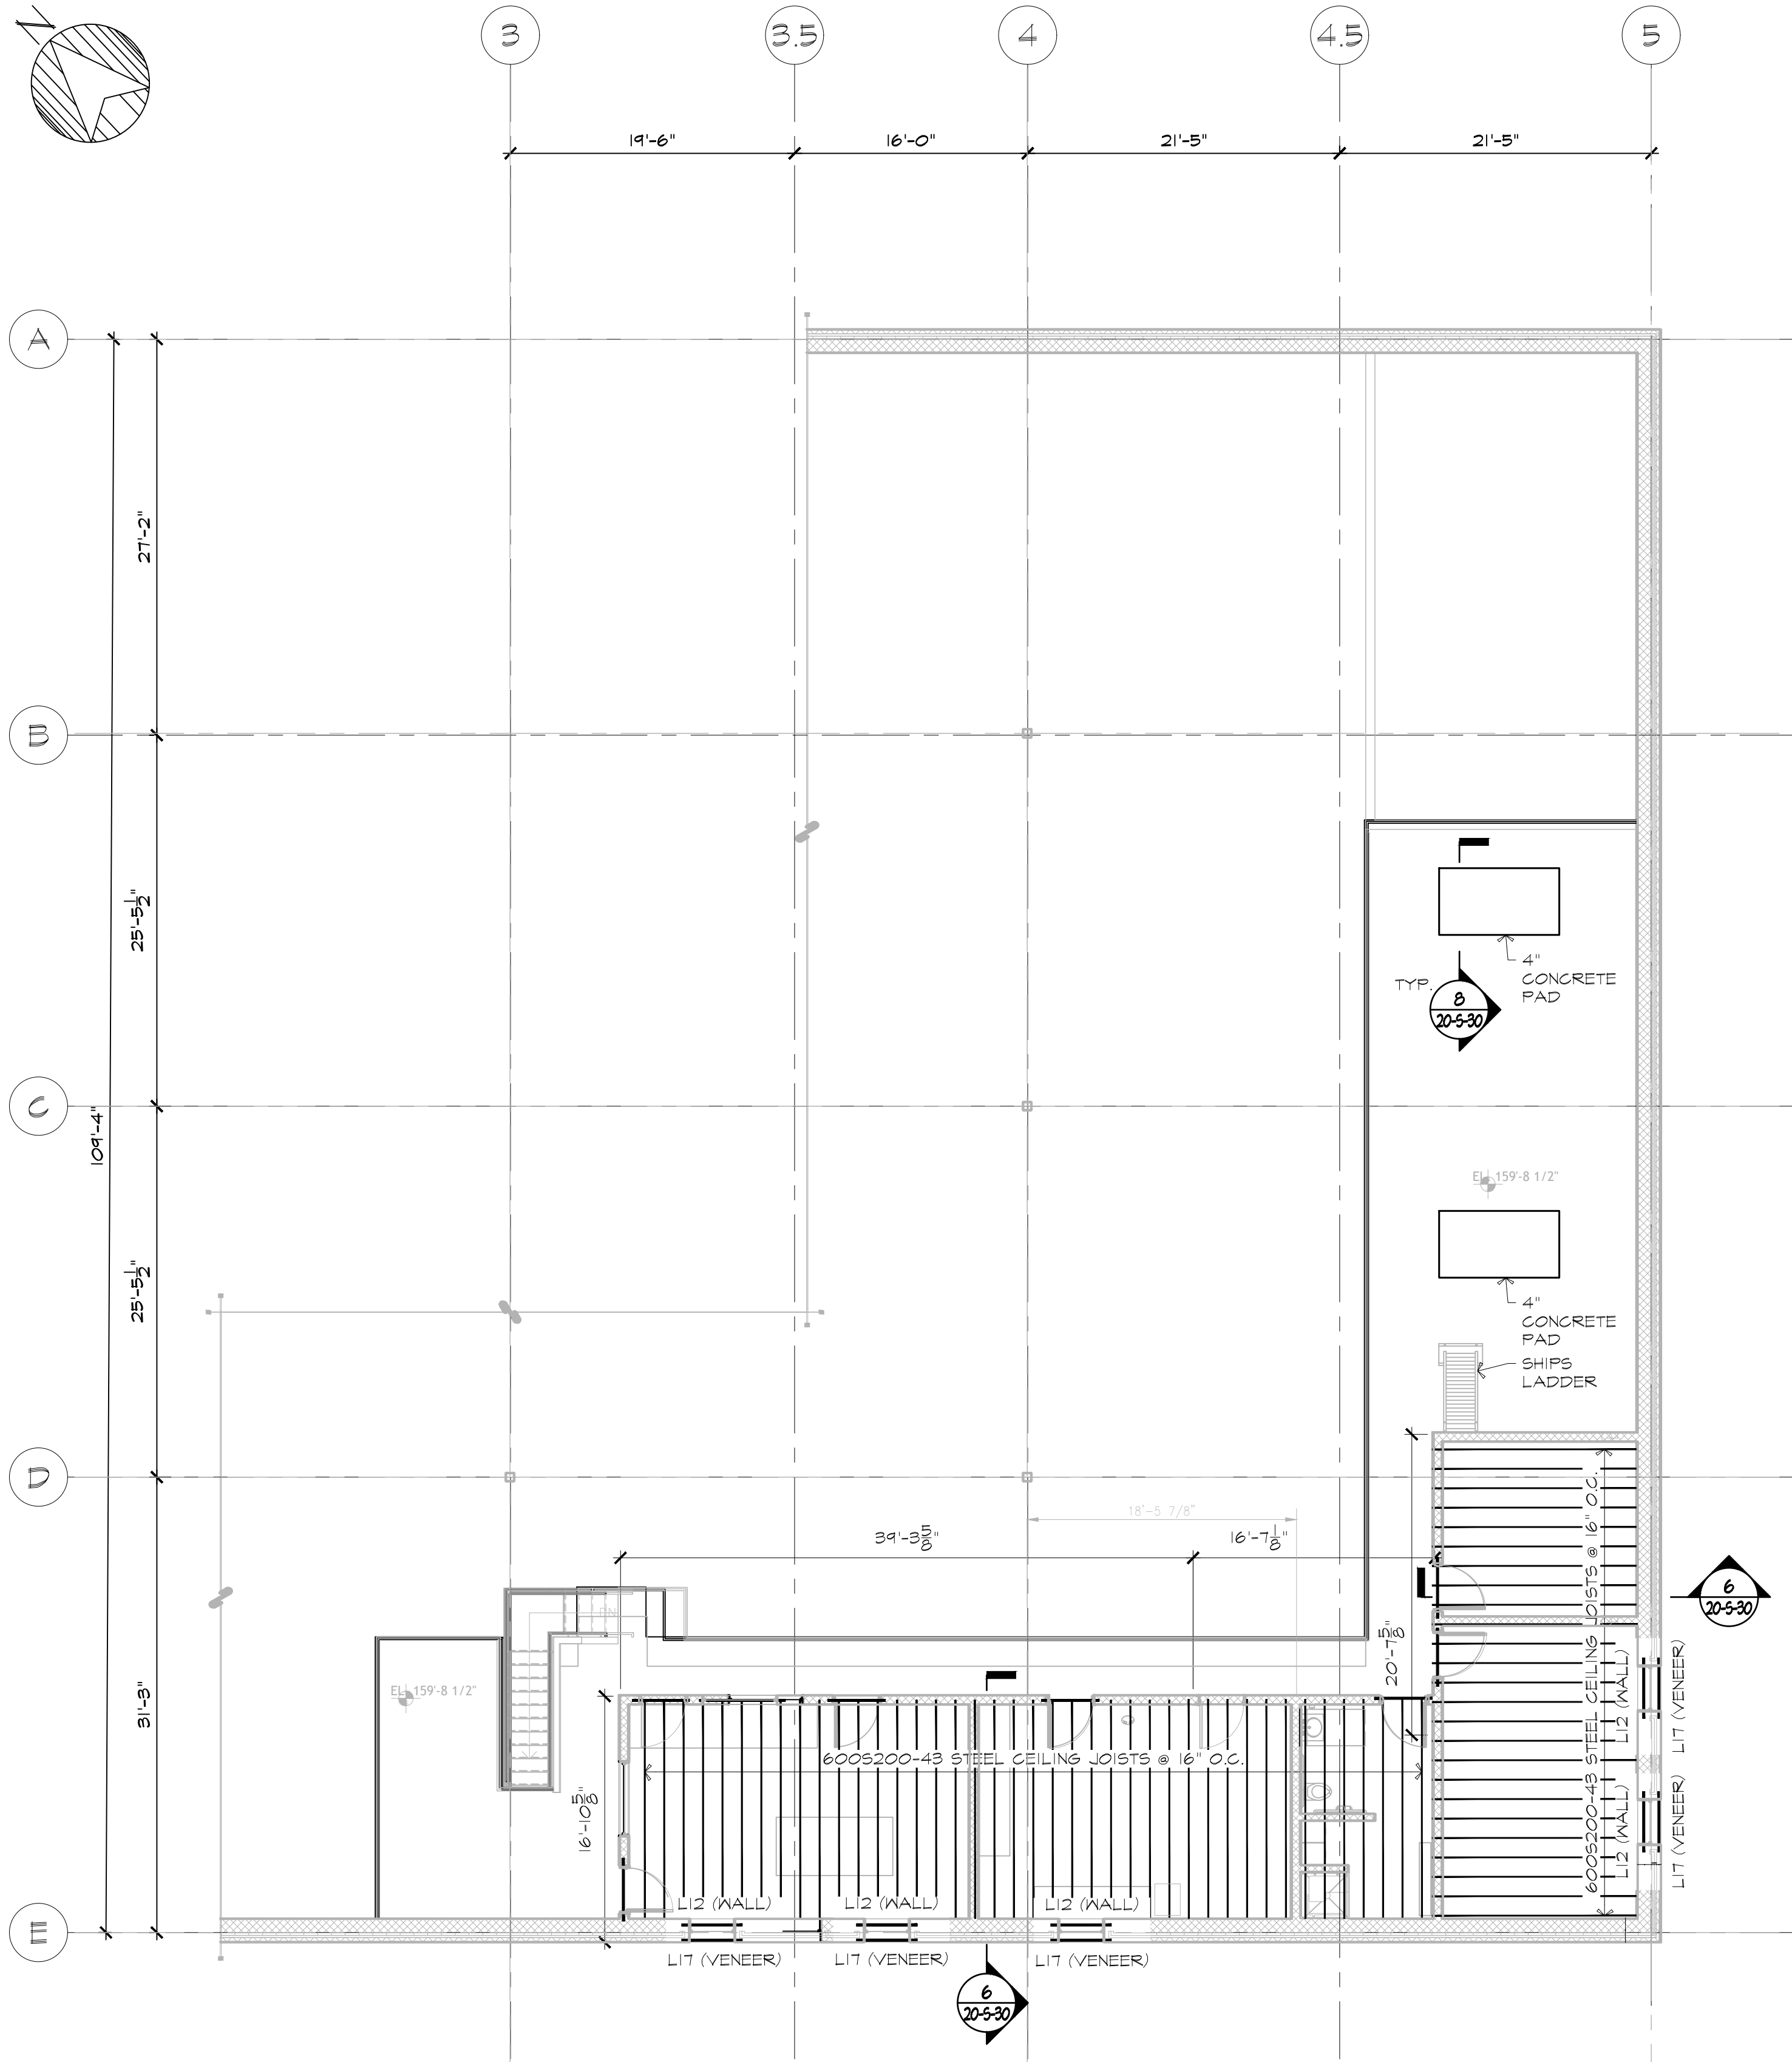 N
3
3.5
4
4.5
5
19'-6"
16'-0"
21'-5"
21'-5"
A
B
C
D
E
27'-2"
25'-5 1/2"
109'-4"
25'-5 1/2"
31'-3"
4"
CONCRETE
PAD
TYP.
8
20-S-30
EL 159'-8 1/2"
4"
CONCRETE
PAD
SHIPS
LADDER
18'-5 7/8"
39'-3 5/8"
16'-7 1/8"
20'-7 5/8"
600S200-43 STEEL CEILING JOISTS @ 16" O.C.
6
20-S-30
DN
EL 159'-8 1/2"
L12 (WALL)
L17 (VENEER)
L12 (WALL)
L17 (VENEER)
600S200-43 STEEL CEILING JOISTS @ 16" O.C.
16'-10 5/8"
L12 (WALL)
L12 (WALL)
L12 (WALL)
L17 (VENEER)
L17 (VENEER)
L17 (VENEER)
6
20-S-30